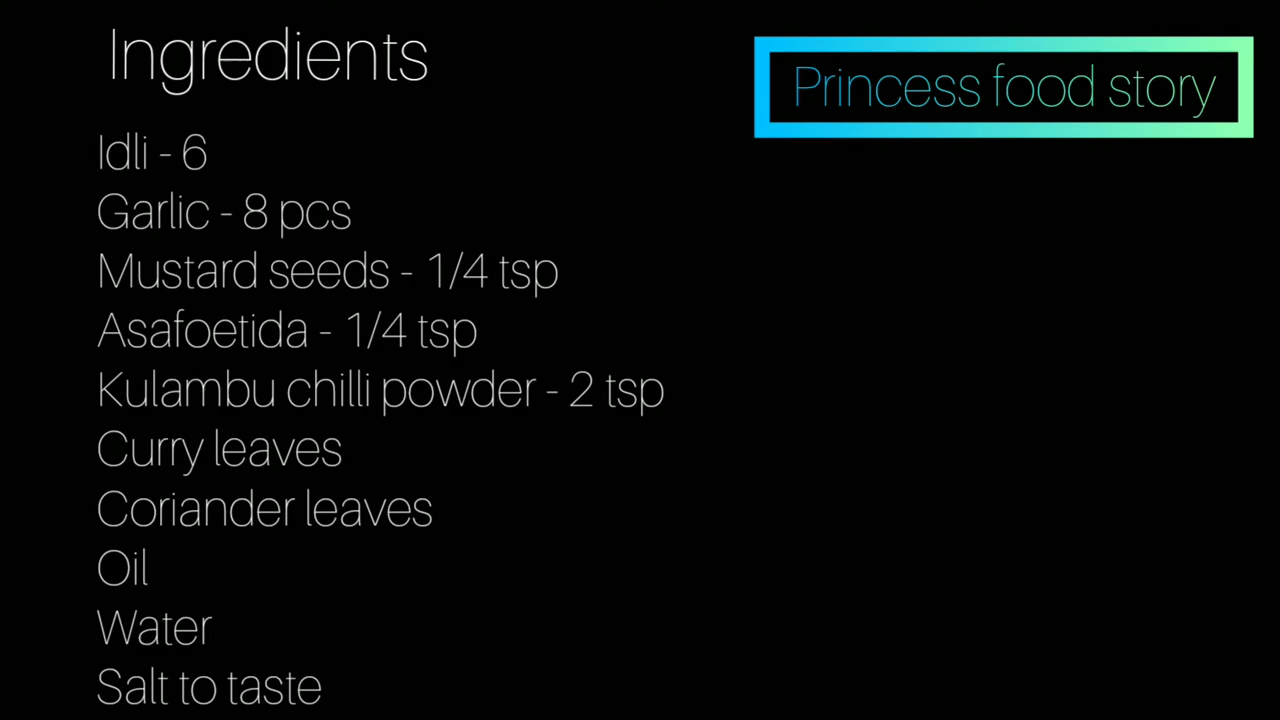 Ingredients
Princess food story
Idli - 6
Garlic - 8 pcs
Mustard seeds - 1/4 tsp
Asafoetida - 1/4 tsp
Kulambu chilli powder - 2 tsp
Curry leaves
Coriander leaves
Oil
Water
Salt to taste